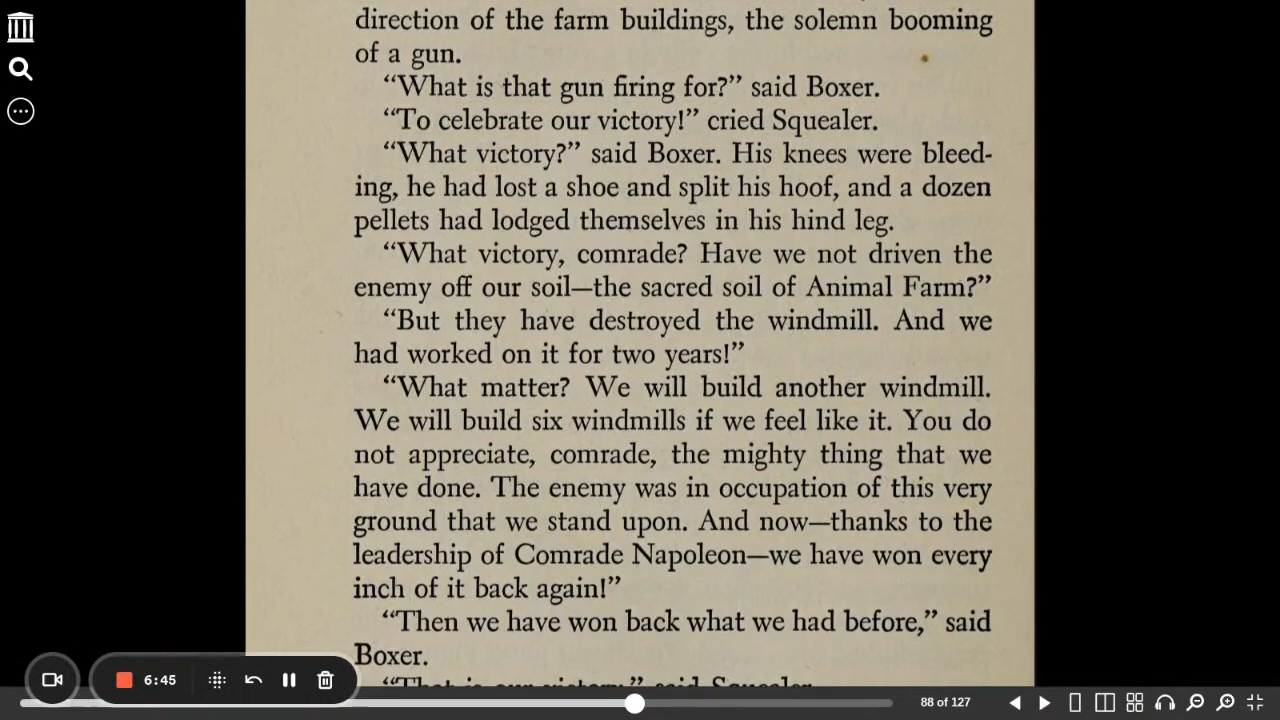 direction of the farm buildings, the solemn booming
of a gun.
“What is that gun firing for?” said Boxer.
“To celebrate our victory!” cried Squealer.
“What victory?” said Boxer. His knees were bleed-
ing, he had lost a shoe and split his hoof, and a dozen
pellets had lodged themselves in his hind leg.
“What victory, comrade? Have we not driven the
enemy off our soil—the sacred soil of Animal Farm?”
“But they have destroyed the windmill. And we
had worked on it for two years!”
“What matter? We will build another windmill.
We will build six windmills if we feel like it. You do
not appreciate, comrade, the mighty thing that we
have done. The enemy was in occupation of this very
ground that we stand upon. And now—thanks to the
leadership of Comrade Napoleon—we have won every
inch of it back again!”
“Then we have won back what we had before,” said
Boxer.
“That is our victory,” said Squealer.
6:45
88 of 127